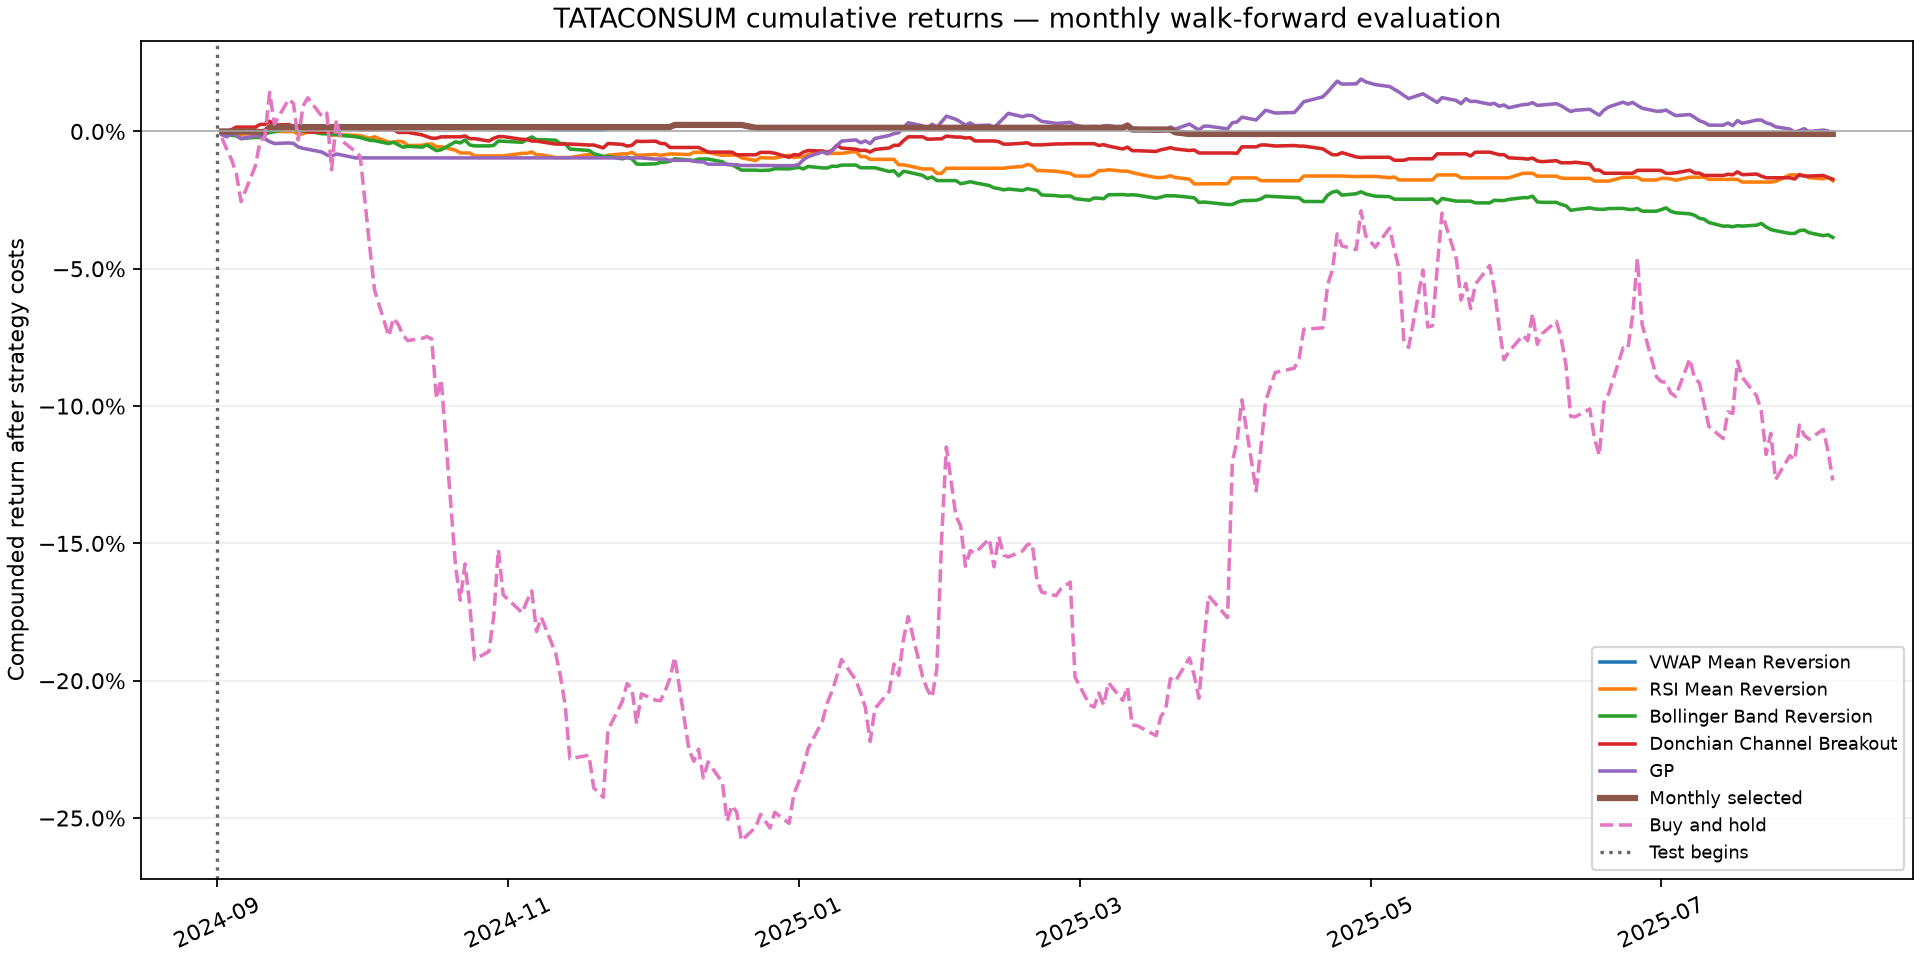 TATACONSUM cumulative returns — monthly walk-forward evaluation
Compounded return after strategy costs
0.0%
−5.0%
−10.0%
−15.0%
−20.0%
−25.0%
2024-09
2024-11
2025-01
2025-03
2025-05
2025-07
VWAP Mean Reversion
RSI Mean Reversion
Bollinger Band Reversion
Donchian Channel Breakout
GP
Monthly selected
Buy and hold
Test begins